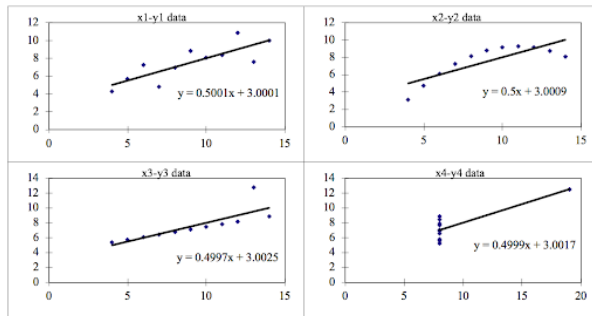 x1-y1 data
12
10
8
6
4
2
0
y = 0.5001x + 3.0001
0 5 10 15
x2-y2 data
12
10
8
6
4
2
0
y = 0.5x + 3.0009
0 5 10 15
x3-y3 data
14
12
10
8
6
4
2
0
y = 0.4997x + 3.0025
0 5 10 15
x4-y4 data
14
12
10
8
6
4
2
0
y = 0.4999x + 3.0017
0 5 10 15 20